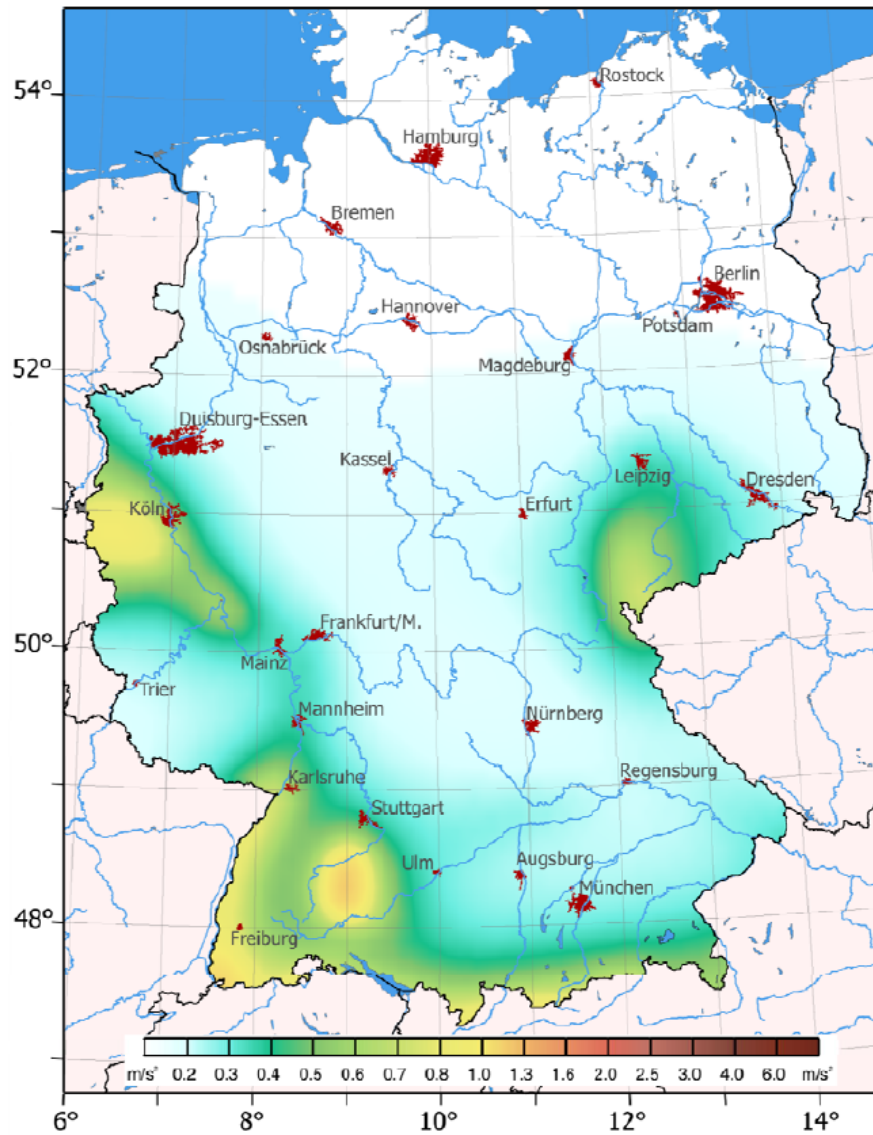 54°
Rostock
Hamburg
Bremen
Berlin
Hannover
Potsdam
Osnabrück
Magdeburg
52°
Duisburg-Essen
Kassel
Leipzig
Dresden
Köln
Erfurt
50°
Frankfurt/M.
Mainz
Trier
Mannheim
Nürnberg
Karlsruhe
Regensburg
Stuttgart
Ulm
Augsburg
München
48°
Freiburg
m/s² 0.2 0.3 0.4 0.5 0.6 0.7 0.8 1.0 1.3 1.6 2.0 2.5 3.0 4.0 6.0 m/s²
6° 8° 10° 12° 14°